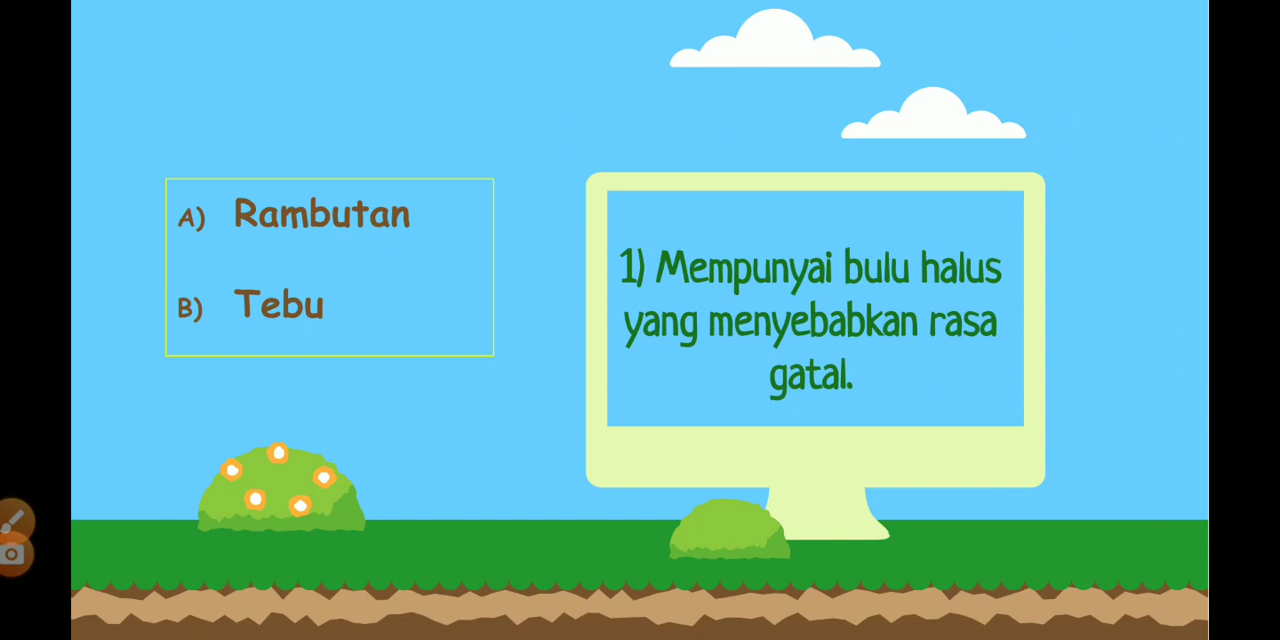 A) Rambutan
B) Tebu
1) Mempunyai bulu halus
yang menyebabkan rasa
gatal.